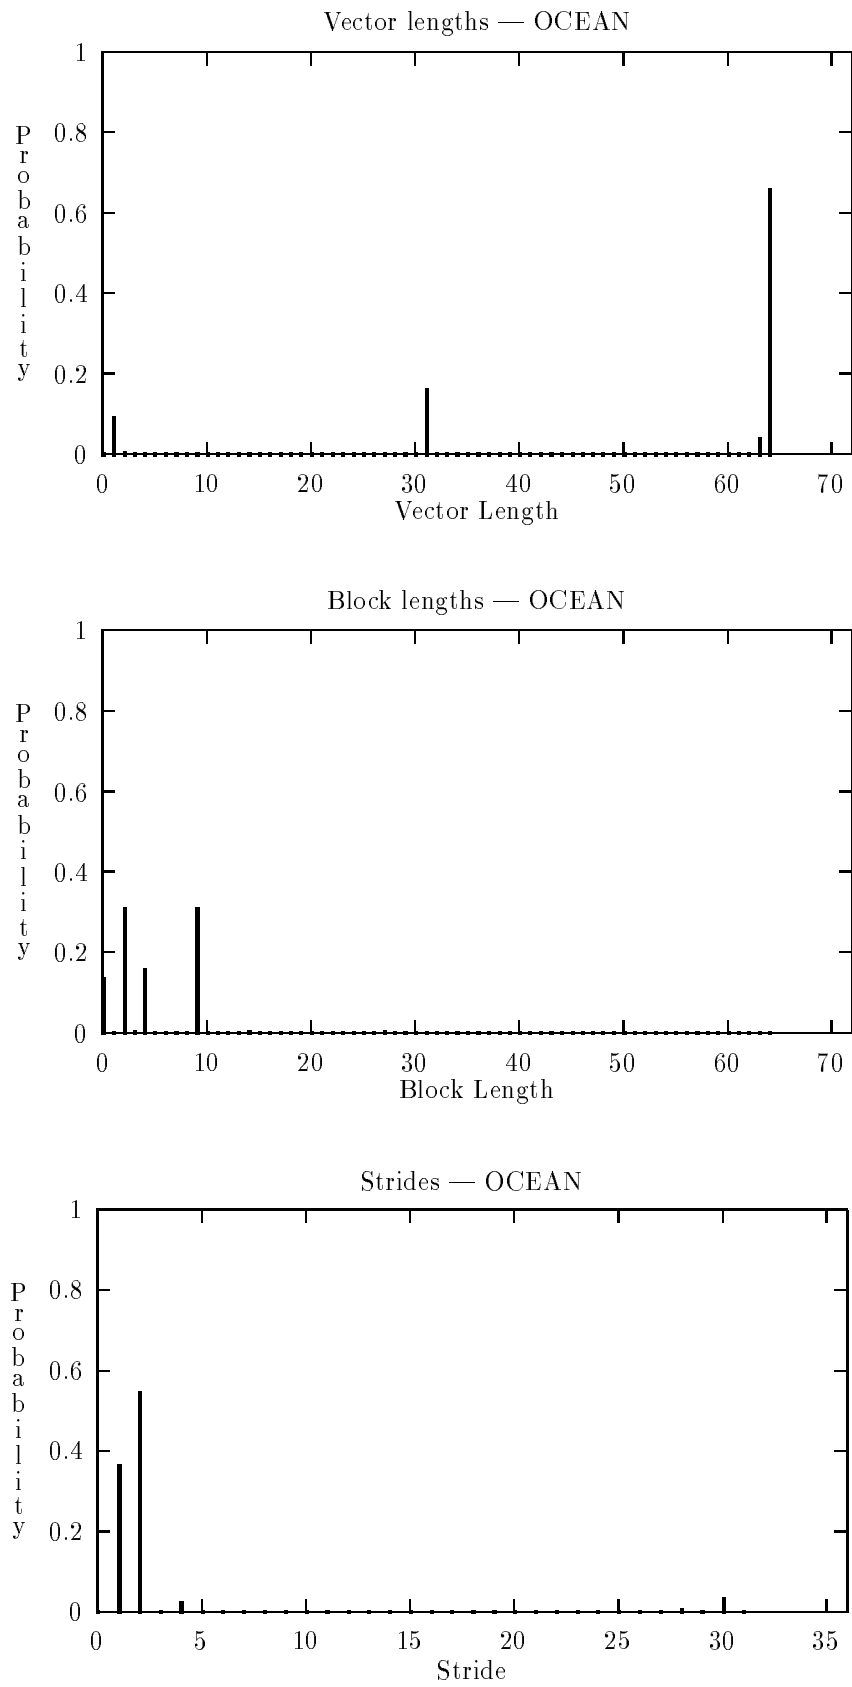 Vector lengths — OCEAN
1
0.8
0.6
0.4
0.2
0
Probability
0 10 20 30 40 50 60 70
Vector Length
Block lengths — OCEAN
1
0.8
0.6
0.4
0.2
0
Probability
0 10 20 30 40 50 60 70
Block Length
Strides — OCEAN
1
0.8
0.6
0.4
0.2
0
Probability
0 5 10 15 20 25 30 35
Stride